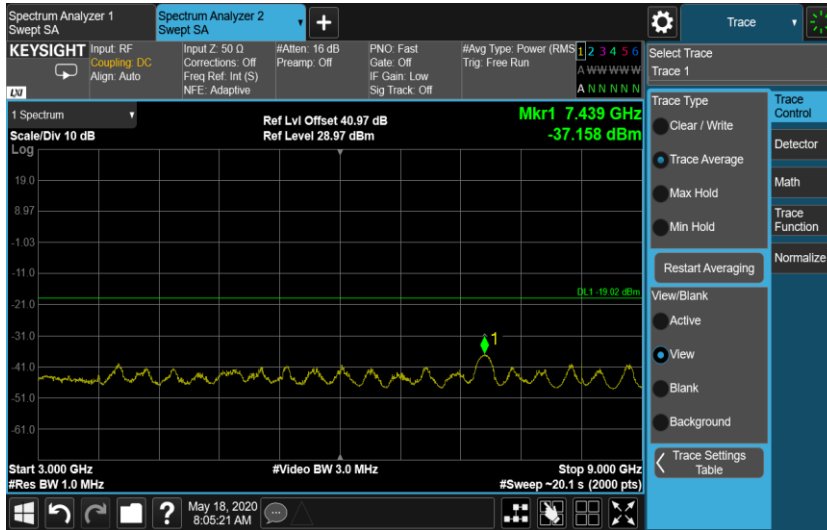 Spectrum Analyzer 1
Swept SA
Spectrum Analyzer 2
Swept SA
Trace
KEYSIGHT
Input: RF
Coupling: DC
Align: Auto
Input Z: 50 Ω
Corrections: Off
Freq Ref: Int (S)
NFE: Adaptive
#Atten: 16 dB
Preamp: Off
PNO: Fast
Gate: Off
IF Gain: Low
Sig Track: Off
#Avg Type: Power (RMS
Trig: Free Run
1 2 3 4 5 6
A W W W W W
A N N N N N
LXI
Select Trace
Trace 1
1 Spectrum
Scale/Div 10 dB
Log
Ref Lvl Offset 40.97 dB
Ref Level 28.97 dBm
Mkr1 7.439 GHz
-37.158 dBm
19.0
8.97
-1.03
-11.0
-21.0
-31.0
-41.0
-51.0
-61.0
DL1 -19.02 dBm
1
Start 3.000 GHz
#Res BW 1.0 MHz
#Video BW 3.0 MHz
Stop 9.000 GHz
#Sweep ~20.1 s (2000 pts)
Trace Type
Clear / Write
Trace Average
Max Hold
Min Hold
Restart Averaging
View/Blank
Active
View
Blank
Background
Trace Settings
Table
Trace
Control
Detector
Math
Trace
Function
Normalize
?
May 18, 2020
8:05:21 AM